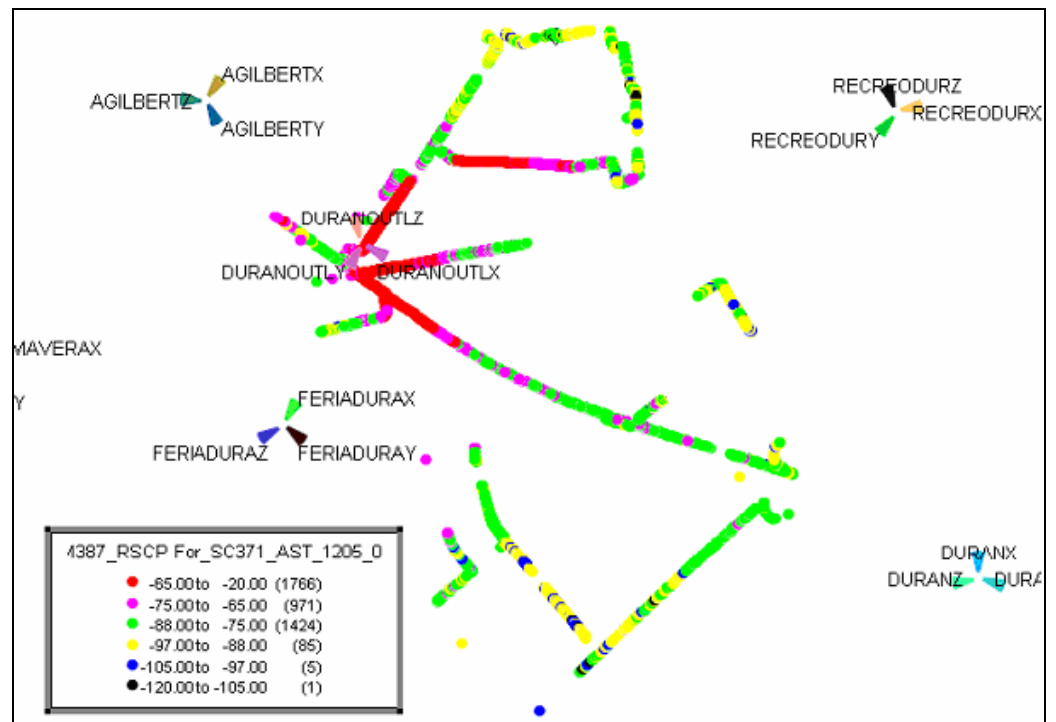 AGILBERTX
AGILBERTZ
AGILBERTY
RECREODURZ
RECREODURX
RECREODURY
DURANOUTLZ
DURANOUTLY
DURANOUTLX
MAVERAX
Y
FERIADURAX
FERIADURAZ
FERIADURAY
DURANX
DURANZ
DURA
4387_RSCP For_SC371_AST_1205_0
-65.00 to -20.00 (1766)
-75.00 to -65.00 (971)
-88.00 to -75.00 (1424)
-97.00 to -88.00 (85)
-105.00 to -97.00 (5)
-120.00 to -105.00 (1)